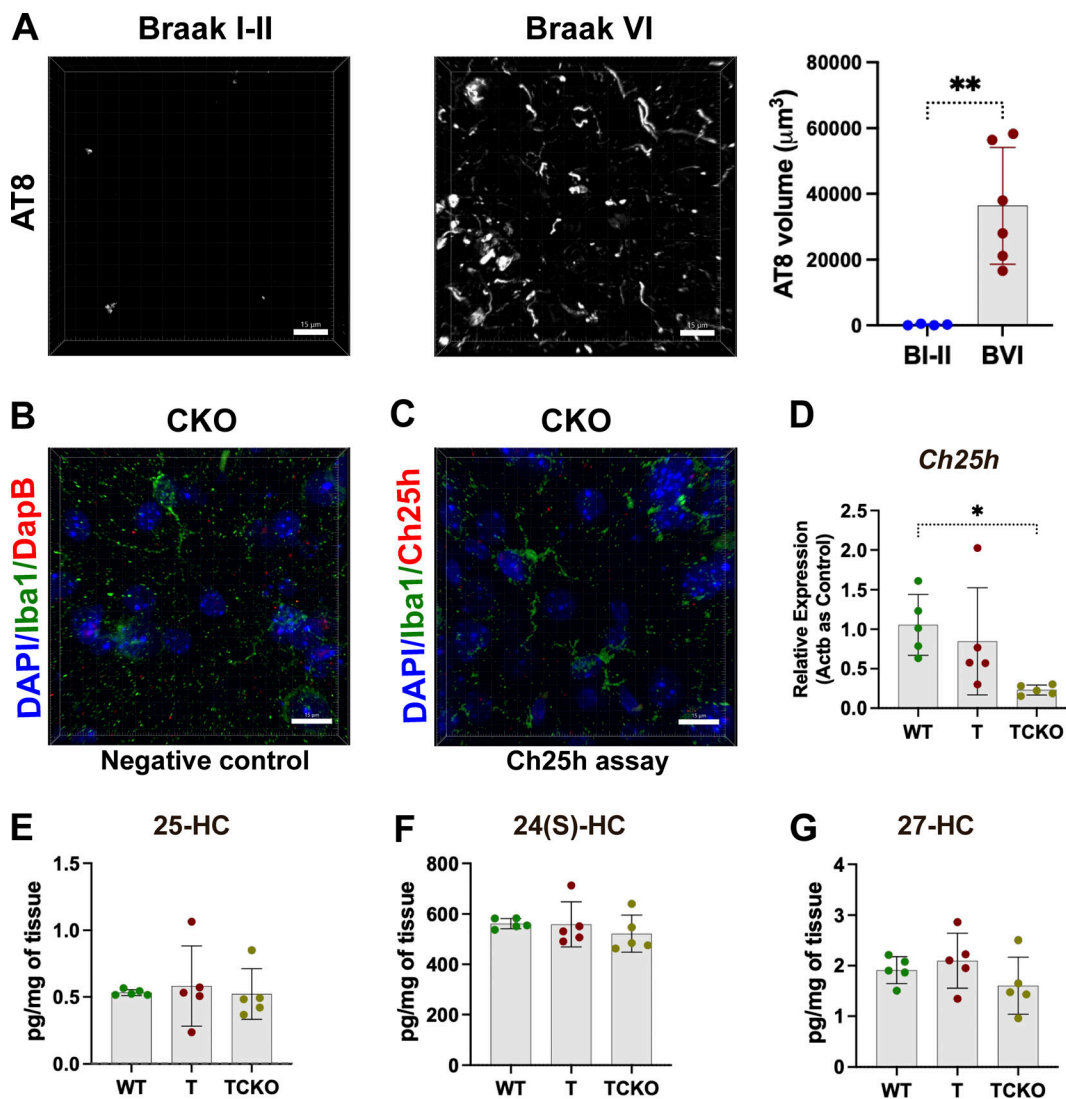 A
Braak I-II
Braak VI
AT8
15 µm
15 µm
AT8 volume (µm³)
80000
60000
40000
20000
0
**
BI-II
BVI
B
CKO
DAPI/Iba1/DapB
15 µm
Negative control
C
CKO
DAPI/Iba1/Ch25h
15 µm
Ch25h assay
D
Ch25h
Relative Expression
(Actb as Control)
2.5
2.0
1.5
1.0
0.5
0.0
*
WT
T
TCKO
E
25-HC
pg/mg of tissue
1.5
1.0
0.5
0.0
WT
T
TCKO
F
24(S)-HC
pg/mg of tissue
800
600
400
200
0
WT
T
TCKO
G
27-HC
pg/mg of tissue
4
3
2
1
0
WT
T
TCKO